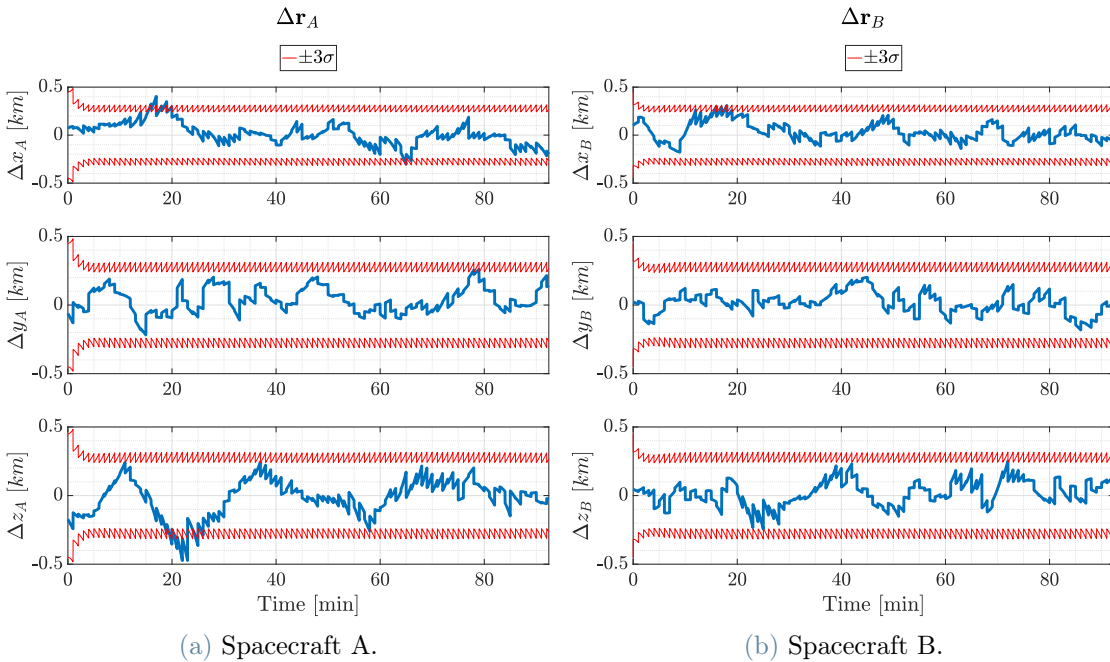 Δr_A
±3σ
Δx_A [km]
0.5
0
-0.5
0 20 40 60 80
Δy_A [km]
0.5
0
-0.5
0 20 40 60 80
Δz_A [km]
0.5
0
-0.5
0 20 40 60 80
Time [min]
(a) Spacecraft A.
Δr_B
±3σ
Δx_B [km]
0.5
0
-0.5
0 20 40 60 80
Δy_B [km]
0.5
0
-0.5
0 20 40 60 80
Δz_B [km]
0.5
0
-0.5
0 20 40 60 80
Time [min]
(b) Spacecraft B.